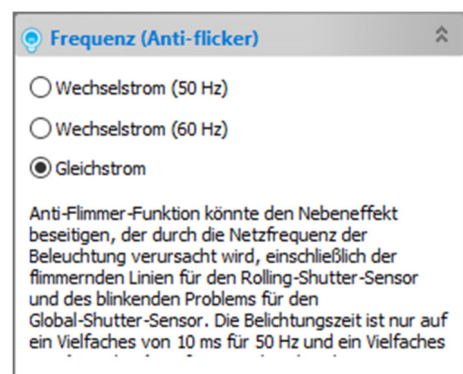 Frequenz (Anti-flicker)
Wechselstrom (50 Hz)
Wechselstrom (60 Hz)
Gleichstrom
Anti-Flimmer-Funktion könnte den Nebeneffekt
beseitigen, der durch die Netzfrequenz der
Beleuchtung verursacht wird, einschließlich der
flimmernden Linien für den Rolling-Shutter-Sensor
und des blinkenden Problems für den
Global-Shutter-Sensor. Die Belichtungszeit ist nur auf
ein Vielfaches von 10 ms für 50 Hz und ein Vielfaches